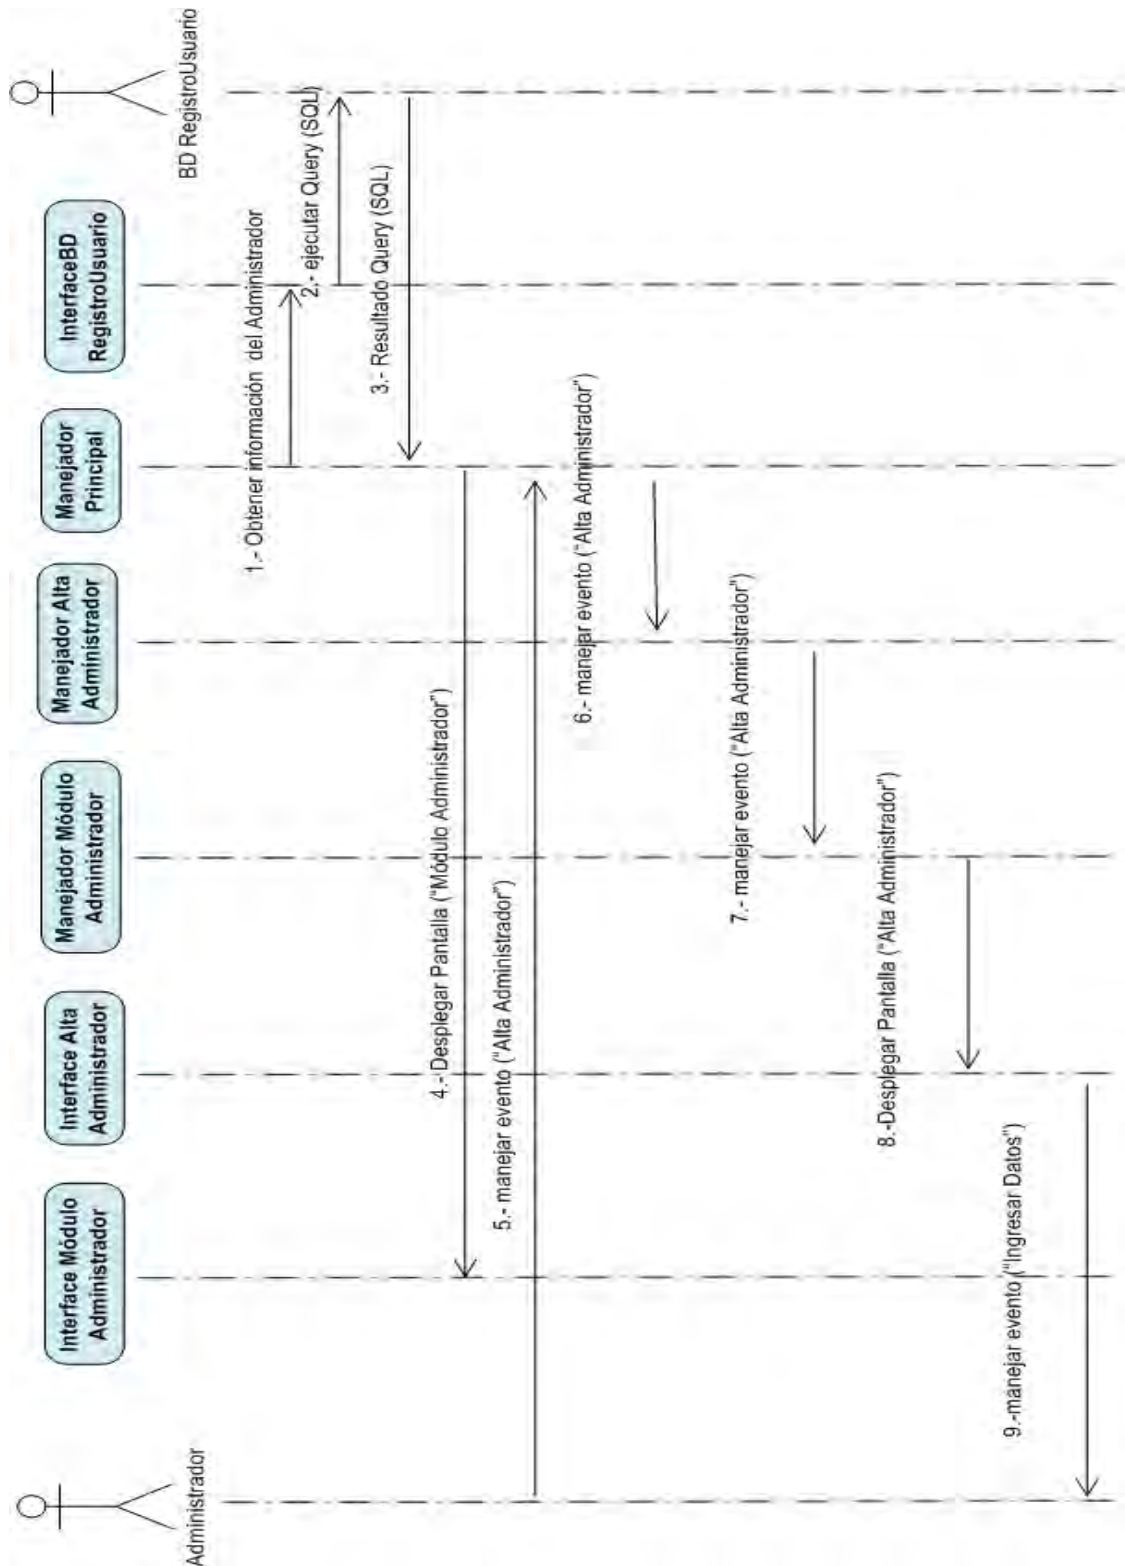 Administrador
Interface Módulo
Administrador
Interface Alta
Administrador
Manejador Módulo
Administrador
Manejador Alta
Administrador
Manejador
Principal
InterfaceBD
RegistroUsuario
BD RegistroUsuario
1.- Obtener información del Administrador
2.- ejecutar Query (SQL)
3.- Resultado Query (SQL)
4.- Desplegar Pantalla ("Módulo Administrador")
5.- manejar evento ("Alta Administrador")
6.- manejar evento ("Alta Administrador")
7.- manejar evento ("Alta Administrador")
8.-Desplegar Pantalla ("Alta Administrador")
9.-manejar evento ("Ingresar Datos")